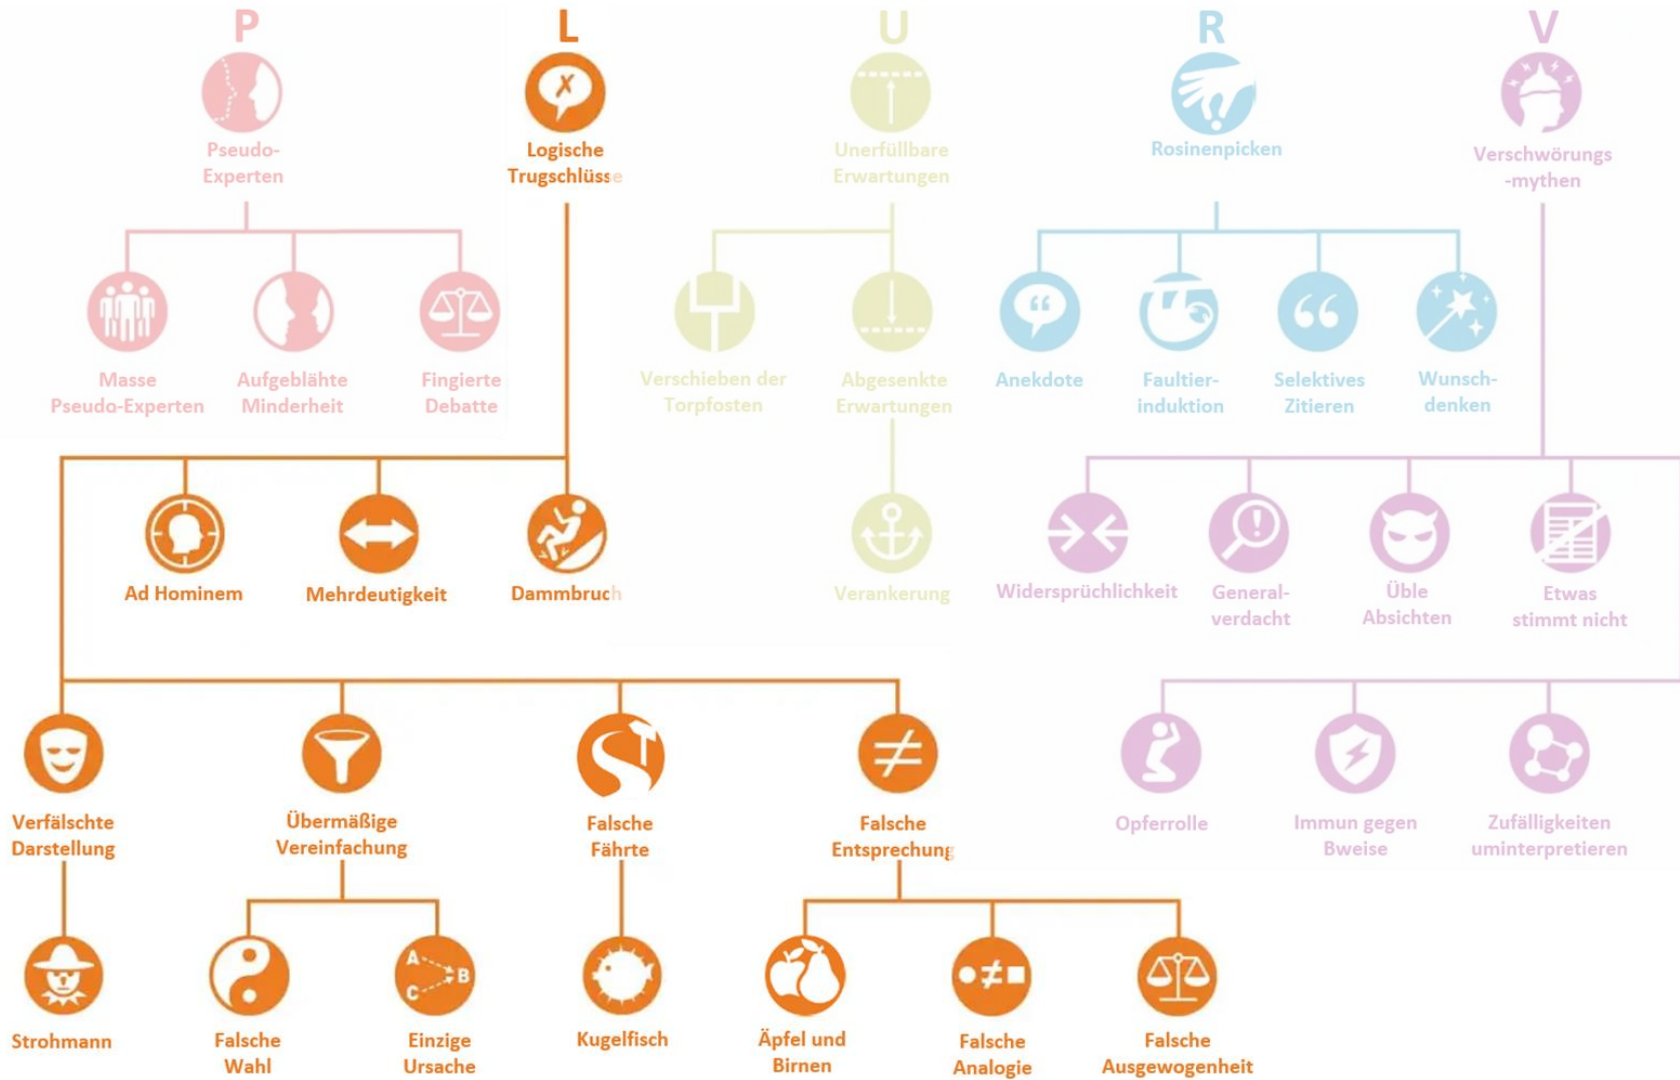 P
L
U
R
V
Pseudo-
Experten
Logische
Trugschlüsse
Unerfüllbare
Erwartungen
Rosinenpicken
Verschwörungs
-mythen
Masse
Pseudo-Experten
Aufgeblähte
Minderheit
Fingierte
Debatte
Verschieben der
Torpfosten
Abgesenkte
Erwartungen
Anekdote
Faultier-
induktion
Selektives
Zitieren
Wunsch-
denken
Ad Hominem
Mehrdeutigkeit
Dammbruch
Verankerung
Widersprüchlichkeit
General-
verdacht
Üble
Absichten
Etwas
stimmt nicht
Verfälschte
Darstellung
Übermäßige
Vereinfachung
Falsche
Fährte
Falsche
Entsprechung
Opferrolle
Immun gegen
Bweise
Zufälligkeiten
uminterpretieren
A
B
C
Strohmann
Falsche
Wahl
Einzige
Ursache
Kugelfisch
Äpfel und
Birnen
Falsche
Analogie
Falsche
Ausgewogenheit